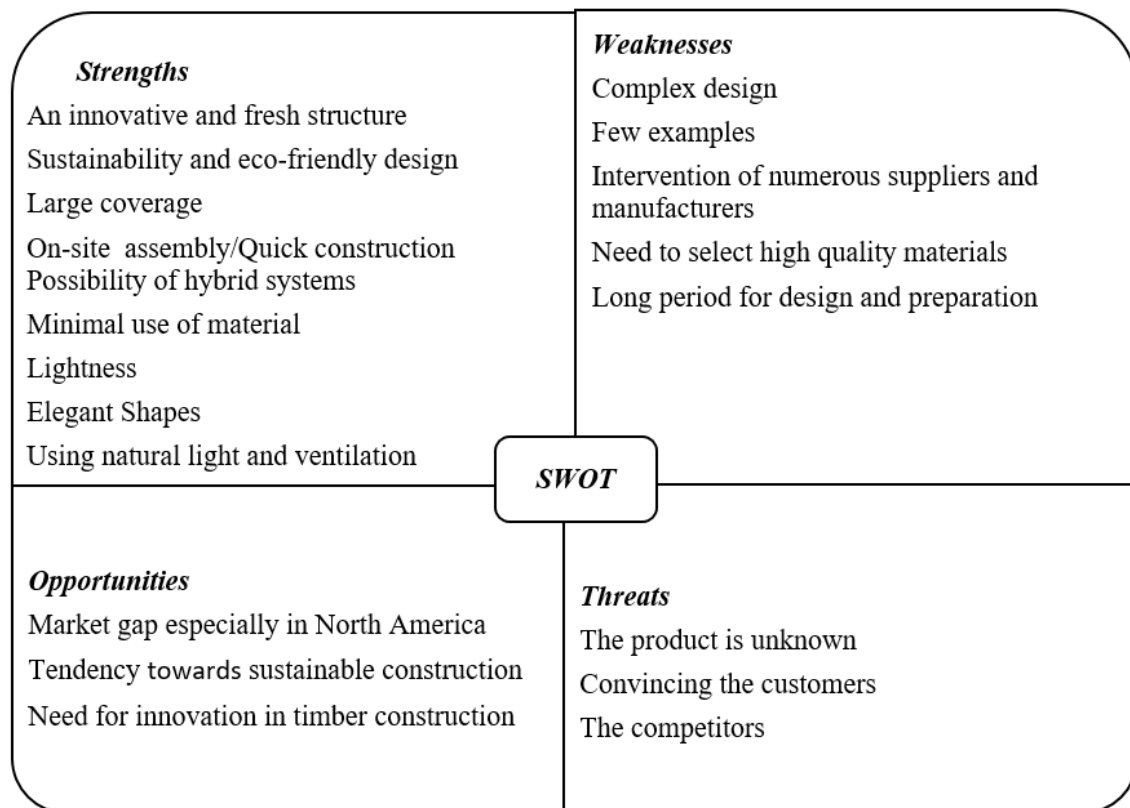 Strengths
An innovative and fresh structure
Sustainability and eco-friendly design
Large coverage
On-site assembly/Quick construction
Possibility of hybrid systems
Minimal use of material
Lightness
Elegant Shapes
Using natural light and ventilation
Weaknesses
Complex design
Few examples
Intervention of numerous suppliers and
manufacturers
Need to select high quality materials
Long period for design and preparation
SWOT
Opportunities
Market gap especially in North America
Tendency towards sustainable construction
Need for innovation in timber construction
Threats
The product is unknown
Convincing the customers
The competitors